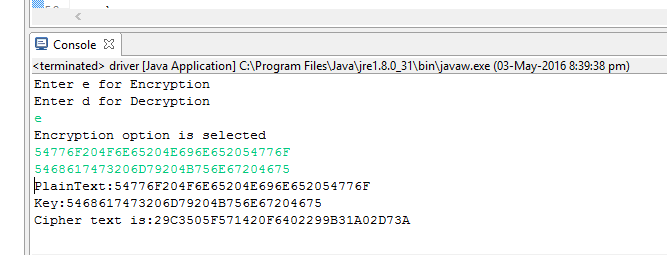 Console
<terminated> driver [Java Application] C:\Program Files\Java\jre1.8.0_31\bin\javaw.exe (03-May-2016 8:39:38 pm)
Enter e for Encryption
Enter d for Decryption
e
Encryption option is selected
54776F204F6E65204E696E652054776F
5468617473206D79204B756E67204675
PlainText:54776F204F6E65204E696E652054776F
Key:5468617473206D79204B756E67204675
Cipher text is:29C3505F571420F6402299B31A02D73A